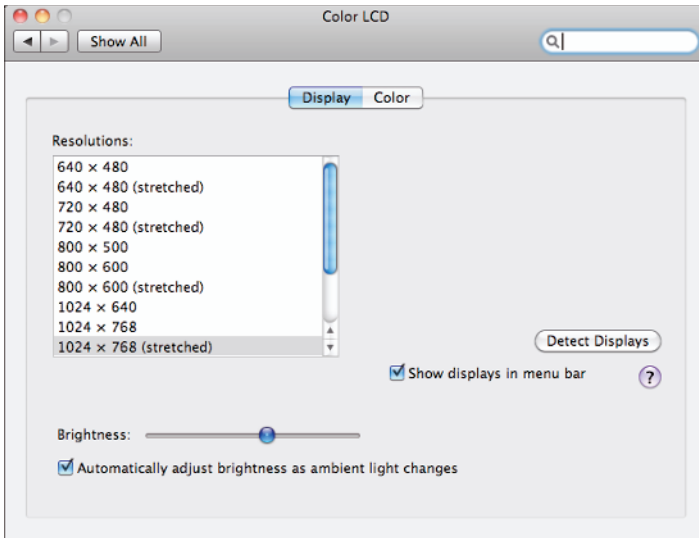 Color LCD
Show All
Display Color
Resolutions:
640 × 480
640 × 480 (stretched)
720 × 480
720 × 480 (stretched)
800 × 500
800 × 600
800 × 600 (stretched)
1024 × 640
1024 × 768
1024 × 768 (stretched)
Detect Displays
Show displays in menu bar ?
Brightness:
Automatically adjust brightness as ambient light changes